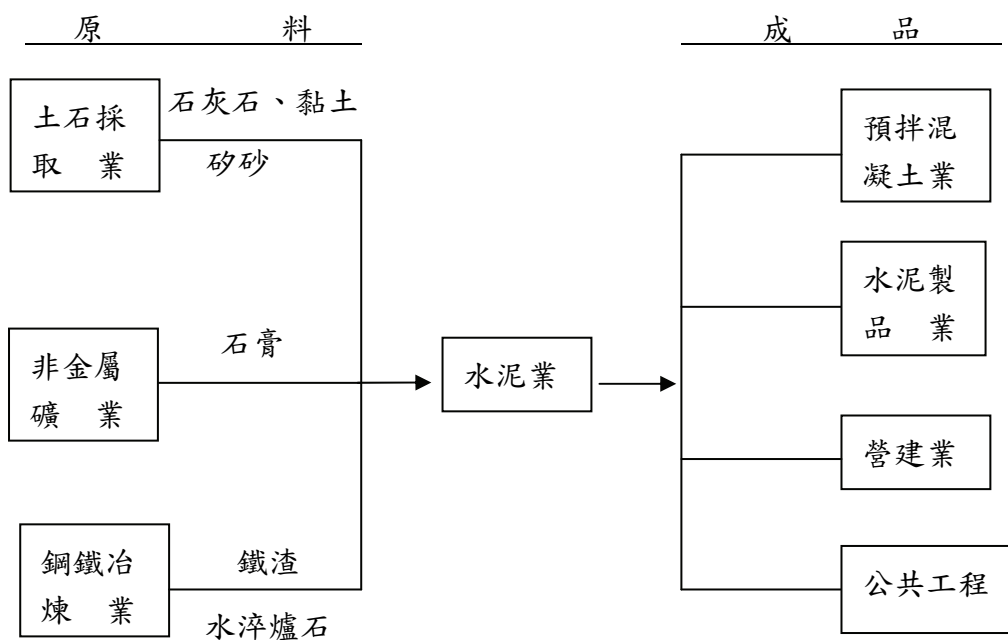 原 料
成 品
土石採
取 業
石灰石、黏土
矽砂
預拌混
凝土業
水泥製
品 業
非金屬
礦 業
石膏
水泥業
營建業
鋼鐵冶
煉 業
鐵渣
水淬爐石
公共工程